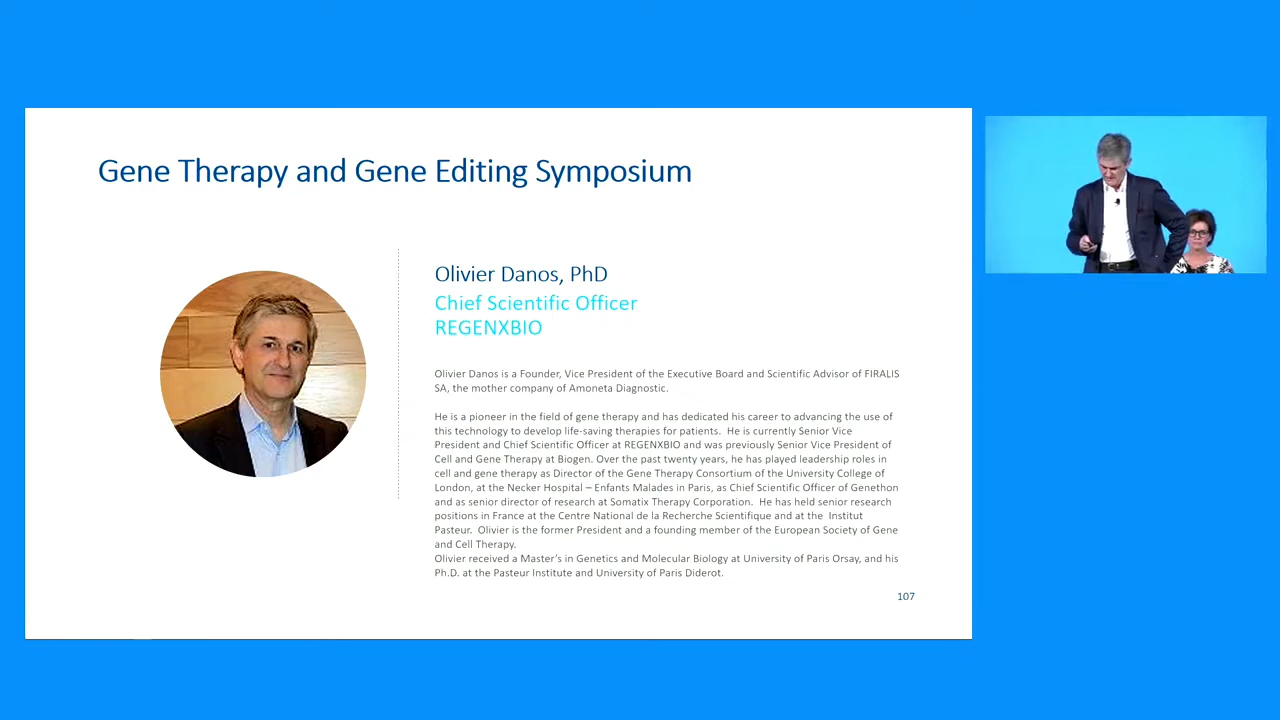 Gene Therapy and Gene Editing Symposium
Olivier Danos, PhD
Chief Scientific Officer
REGENXBIO
Olivier Danos is a Founder, Vice President of the Executive Board and Scientific Advisor of FIRALIS
SA, the mother company of Amoneta Diagnostic.
He is a pioneer in the field of gene therapy and has dedicated his career to advancing the use of
this technology to develop life-saving therapies for patients.  He is currently Senior Vice
President and Chief Scientific Officer at REGENXBIO and was previously Senior Vice President of
Cell and Gene Therapy at Biogen. Over the past twenty years, he has played leadership roles in
cell and gene therapy as Director of the Gene Therapy Consortium of the University College of
London, at the Necker Hospital – Enfants Malades in Paris, as Chief Scientific Officer of Genethon
and as senior director of research at Somatix Therapy Corporation.  He has held senior research
positions in France at the Centre National de la Recherche Scientifique and at the  Institut
Pasteur.  Olivier is the former President and a founding member of the European Society of Gene
and Cell Therapy.
Olivier received a Master's in Genetics and Molecular Biology at University of Paris Orsay, and his
Ph.D. at the Pasteur Institute and University of Paris Diderot.
107